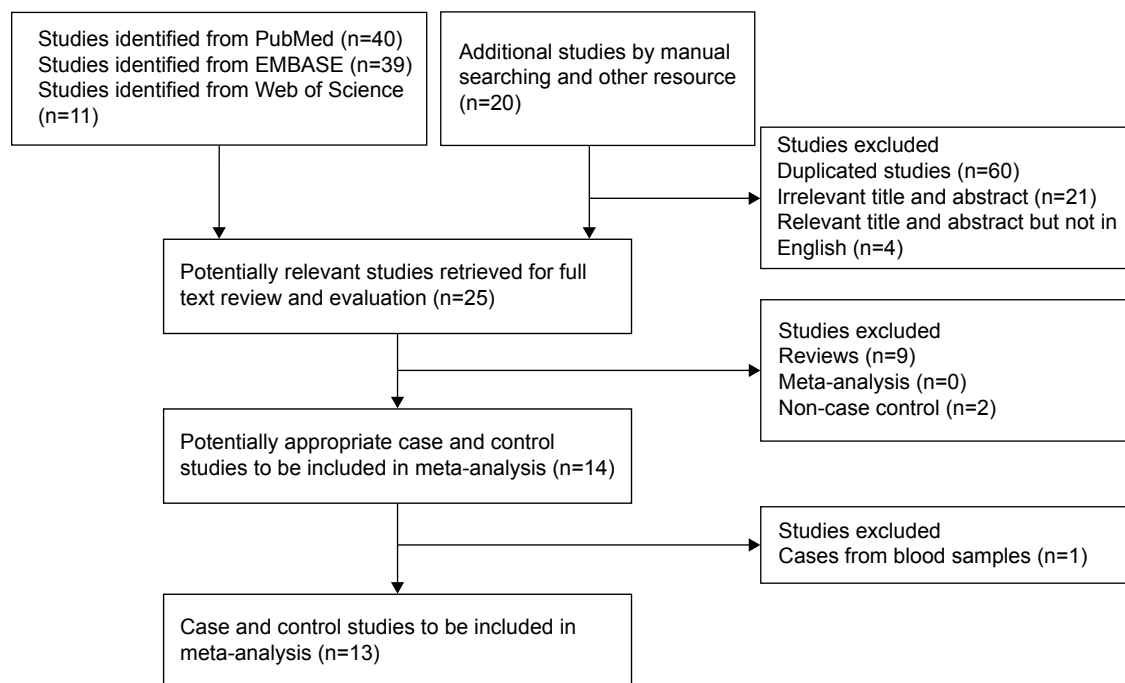 Studies identified from PubMed (n=40)
Studies identified from EMBASE (n=39)
Studies identified from Web of Science
(n=11)
Additional studies by manual
searching and other resource
(n=20)
Studies excluded
Duplicated studies (n=60)
Irrelevant title and abstract (n=21)
Relevant title and abstract but not in
English (n=4)
Potentially relevant studies retrieved for full
text review and evaluation (n=25)
Studies excluded
Reviews (n=9)
Meta-analysis (n=0)
Non-case control (n=2)
Potentially appropriate case and control
studies to be included in meta-analysis (n=14)
Studies excluded
Cases from blood samples (n=1)
Case and control studies to be included in
meta-analysis (n=13)